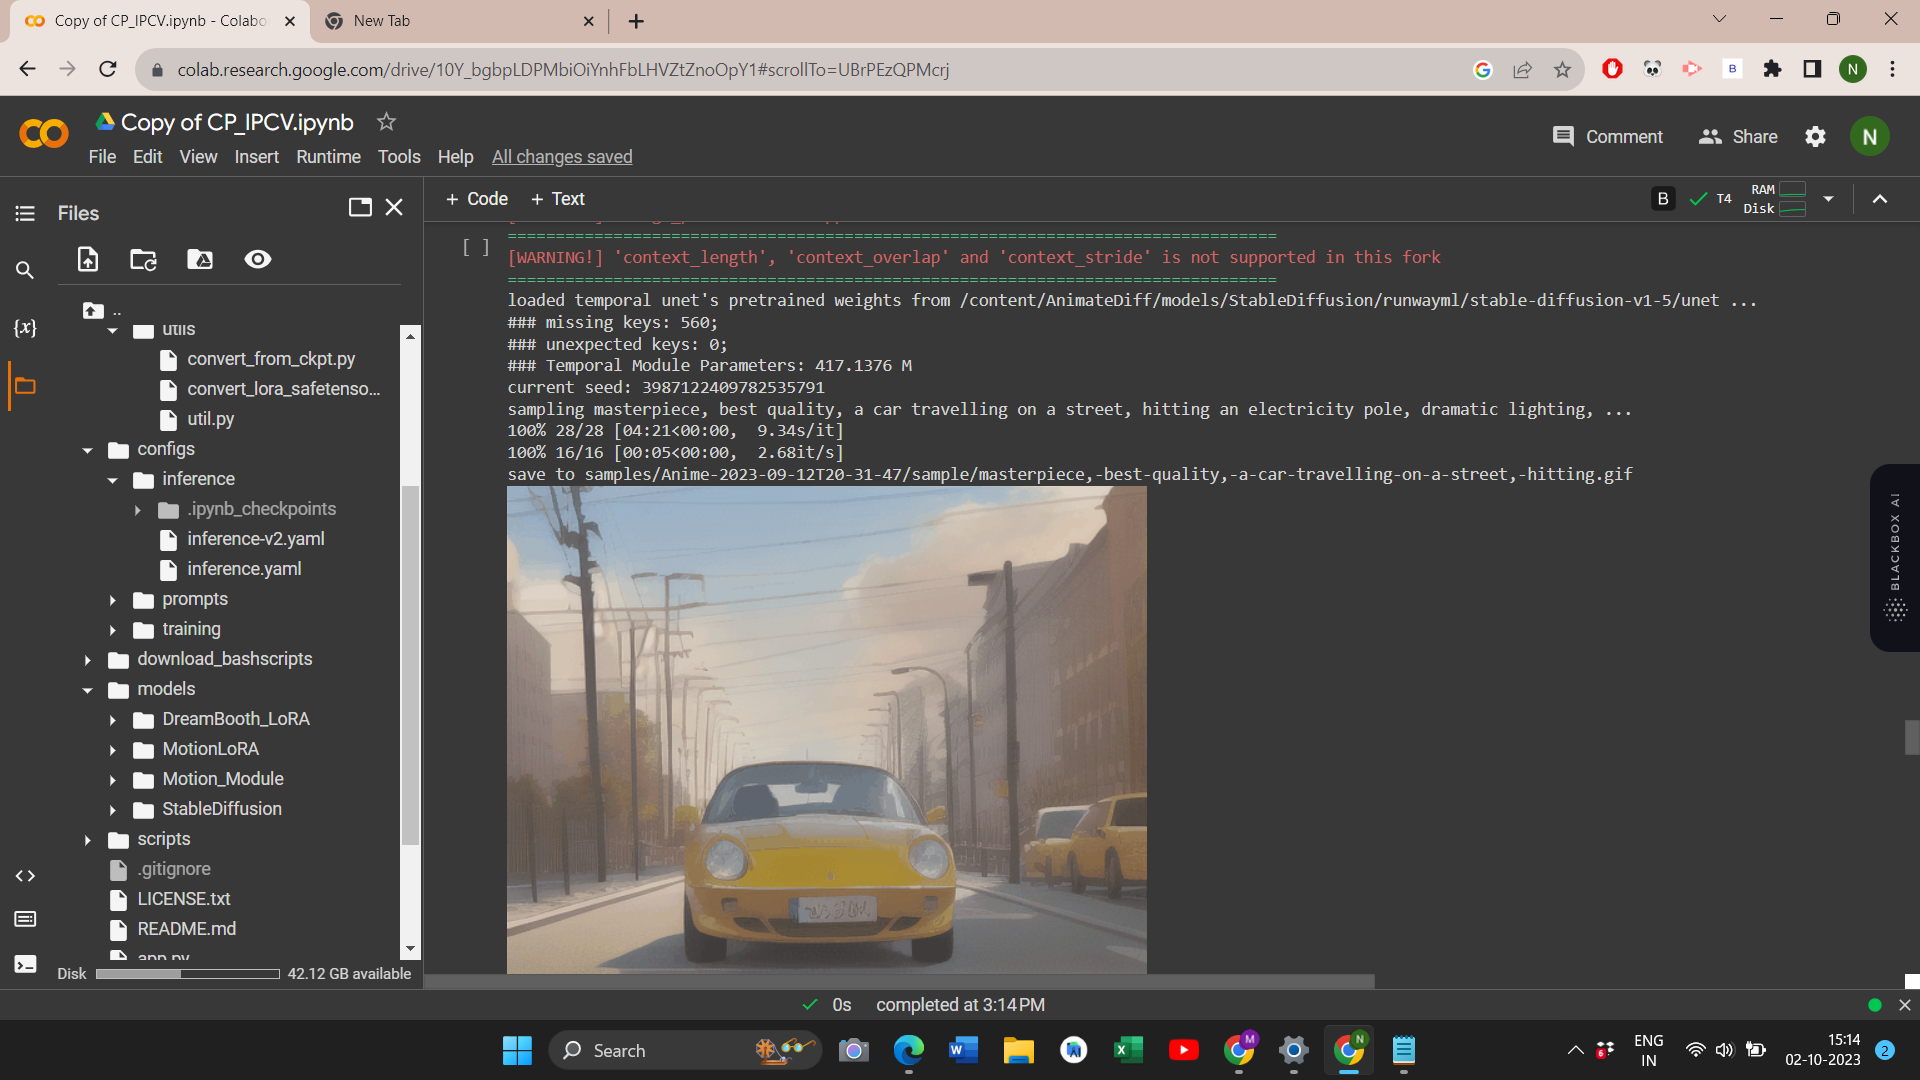 Copy of CP_IPCV.ipynb - Colabo
New Tab
colab.research.google.com/drive/10Y_bgbpLDPMbiOiYnhFbLHVZtZnoOpY1#scrollTo=UBrPEzQPMcrj
B
N
CO
Copy of CP_IPCV.ipynb
Comment
Share
N
File Edit View Insert Runtime Tools Help All changes saved
Files
+ Code + Text
B
T4
RAM
Disk
{x}
..
utils
convert_from_ckpt.py
convert_lora_safetenso...
util.py
configs
inference
.ipynb_checkpoints
inference-v2.yaml
inference.yaml
prompts
training
download_bashscripts
models
DreamBooth_LoRA
MotionLoRA
Motion_Module
StableDiffusion
scripts
.gitignore
LICENSE.txt
README.md
app.py
Disk 42.12 GB available
[ ]
================================================================================
[WARNING!] 'context_length', 'context_overlap' and 'context_stride' is not supported in this fork
================================================================================
loaded temporal unet's pretrained weights from /content/AnimateDiff/models/StableDiffusion/runwayml/stable-diffusion-v1-5/unet ...
### missing keys: 560;
### unexpected keys: 0;
### Temporal Module Parameters: 417.1376 M
current seed: 3987122409782535791
sampling masterpiece, best quality, a car travelling on a street, hitting an electricity pole, dramatic lighting, ...
100% 28/28 [04:21<00:00, 9.34s/it]
100% 16/16 [00:05<00:00, 2.68it/s]
save to samples/Anime-2023-09-12T20-31-47/sample/masterpiece,-best-quality,-a-car-travelling-on-a-street,-hitting.gif
BLACKBOX AI
0s completed at 3:14 PM
Search
W
AI
X
M
N
6
ENG
IN
15:14
02-10-2023
2